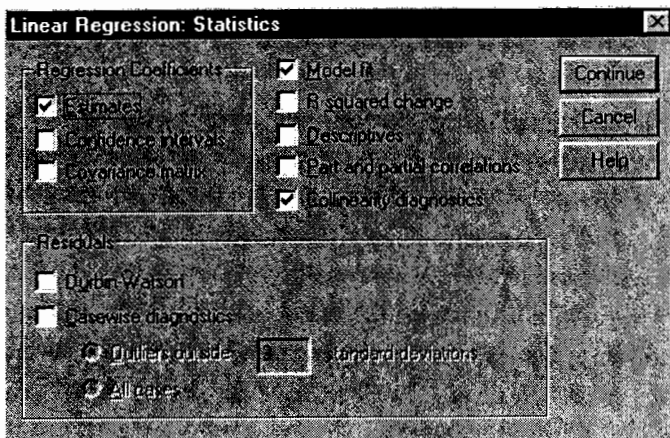 Linear Regression: Statistics
Regression Coefficients
Estimates
Confidence intervals
Covariance matrix
Model fit
R squared change
Descriptives
Part and partial correlations
Collinearity diagnostics
Continue
Cancel
Help
Residuals
Durbin-Watson
Casewise diagnostics
Outliers outside
standard deviations
All cases